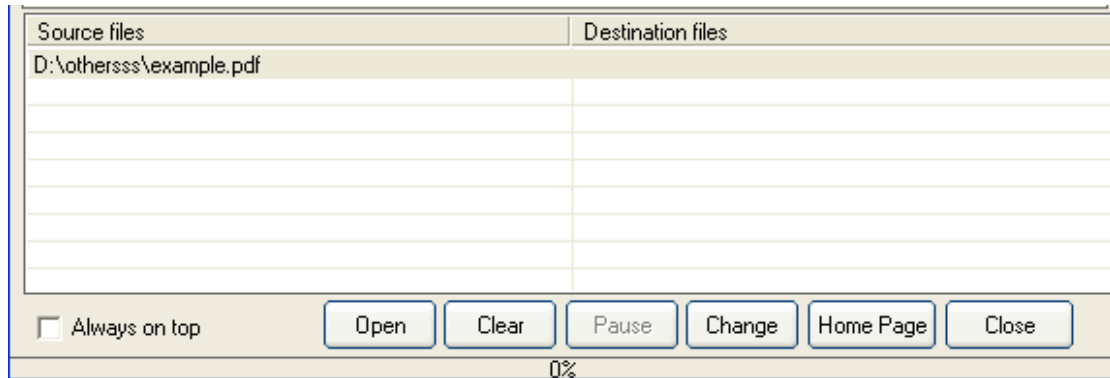 Source files Destination files
D:\othersss\example.pdf
Always on top Open Clear Pause Change Home Page Close
0%